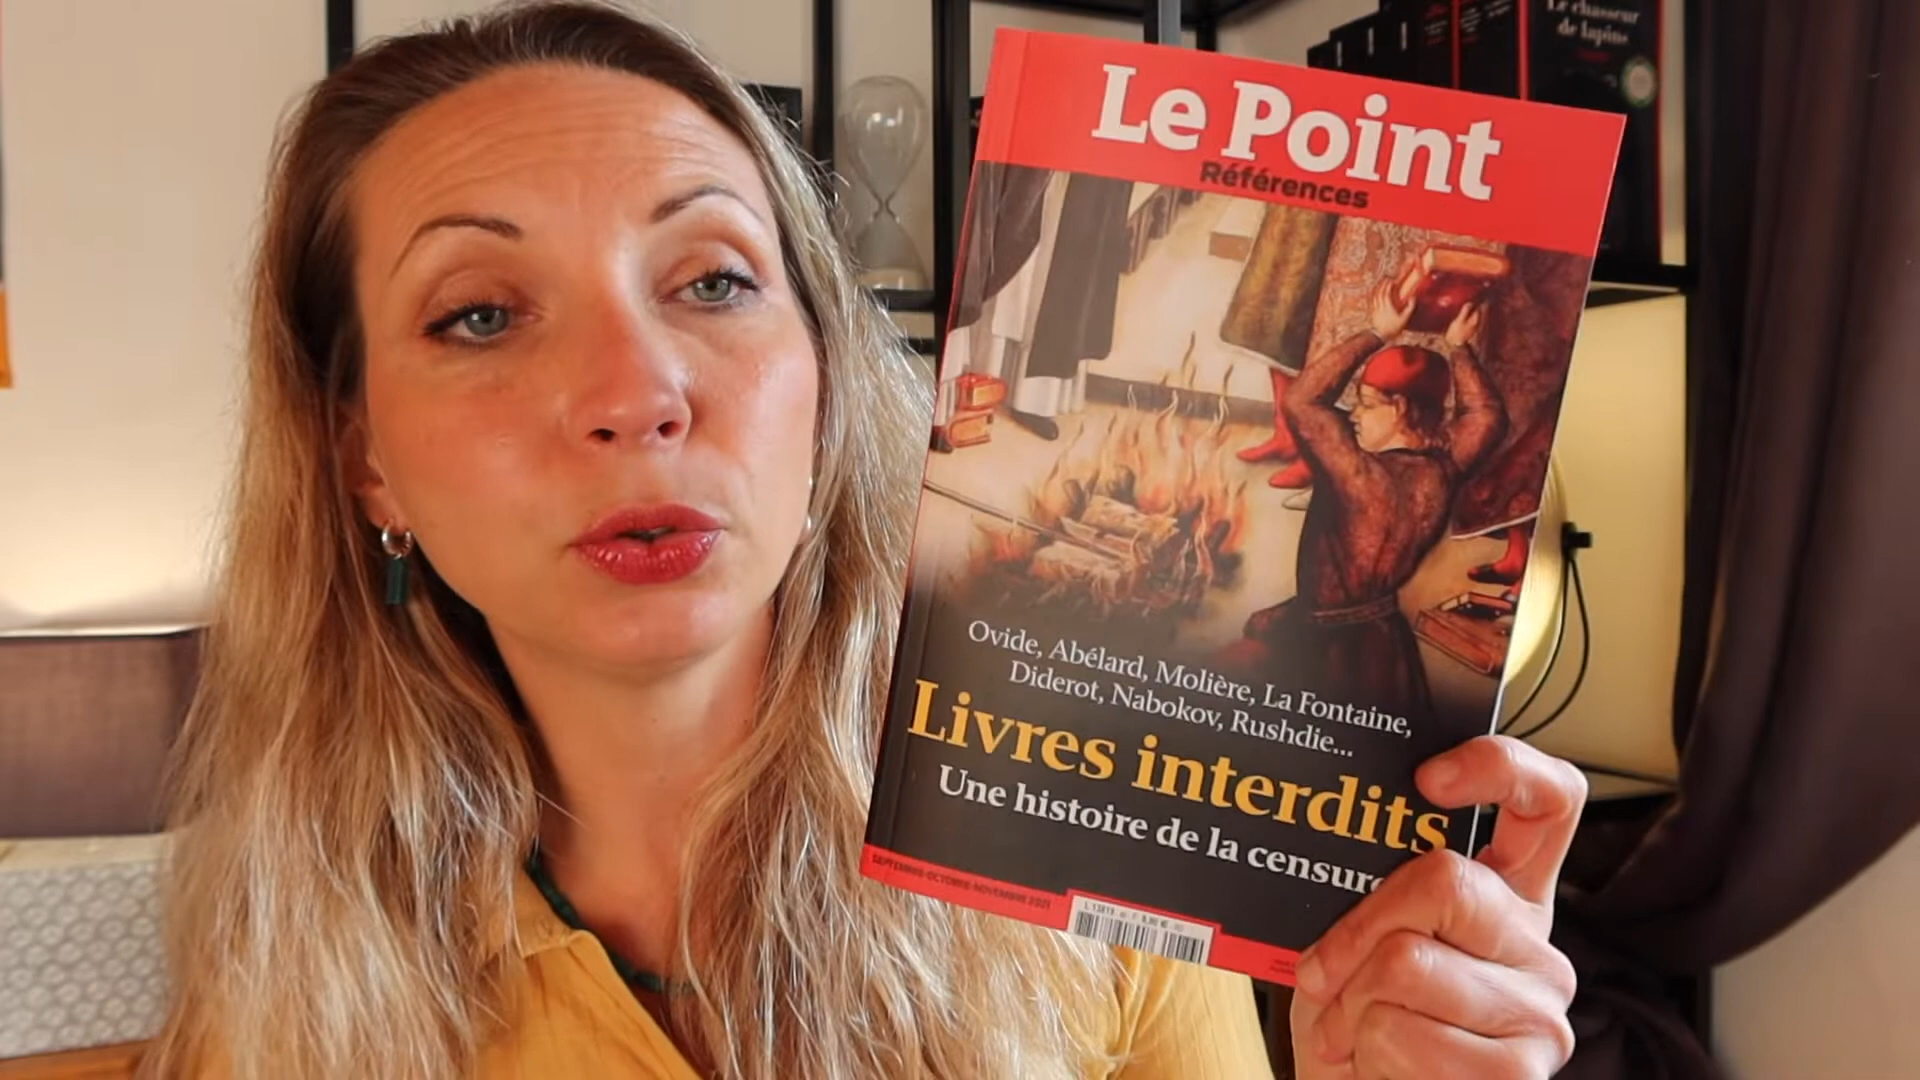 Le chasseur
de lapins
Le Point
Références
Ovide, Abélard, Molière, La Fontaine,
Diderot, Nabokov, Rushdie...
Livres interdits
Une histoire de la censure
SEPTEMBRE-OCTOBRE-NOVEMBRE 2021